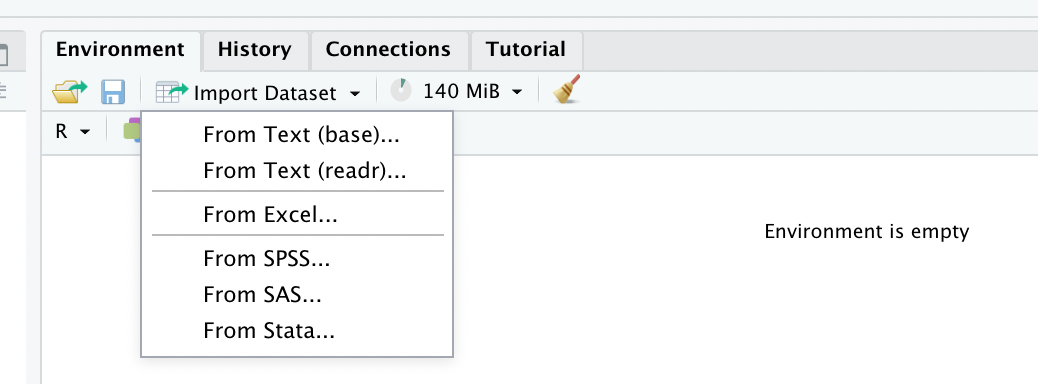 Environment History Connections Tutorial
Import Dataset 140 MiB
R
From Text (base)...
From Text (readr)...
From Excel...
Environment is empty
From SPSS...
From SAS...
From Stata...